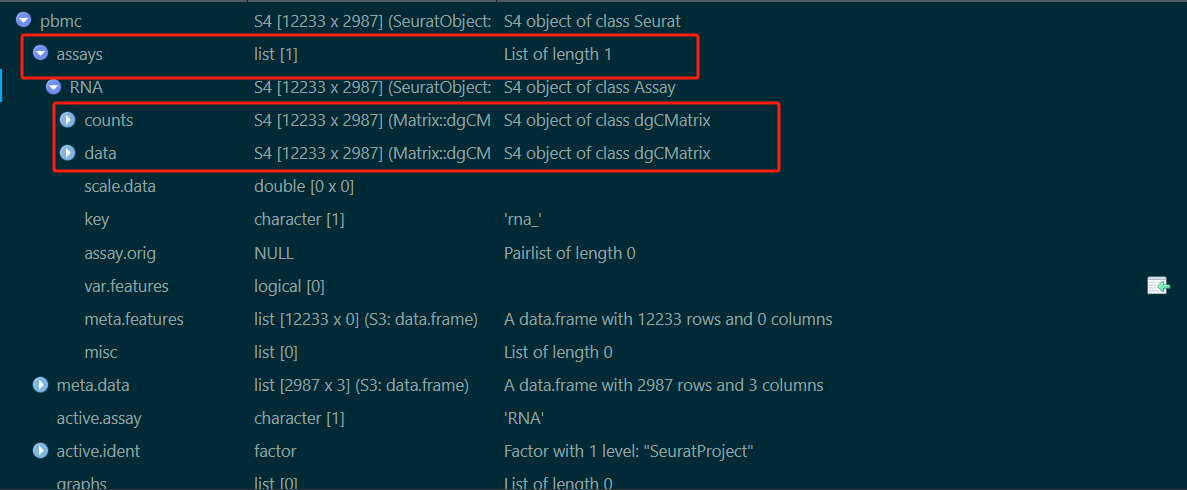 pbmc S4 [12233 x 2987] (SeuratObject: S4 object of class Seurat
assays list [1] List of length 1
RNA S4 [12233 x 2987] (SeuratObject: S4 object of class Assay
counts S4 [12233 x 2987] (Matrix::dgCM S4 object of class dgCMatrix
data S4 [12233 x 2987] (Matrix::dgCM S4 object of class dgCMatrix
scale.data double [0 x 0]
key character [1] 'rna_'
assay.orig NULL Pairlist of length 0
var.features logical [0]
meta.features list [12233 x 0] (S3: data.frame) A data.frame with 12233 rows and 0 columns
misc list [0] List of length 0
meta.data list [2987 x 3] (S3: data.frame) A data.frame with 2987 rows and 3 columns
active.assay character [1] 'RNA'
active.ident factor Factor with 1 level: "SeuratProject"
graphs list [0] List of length 0